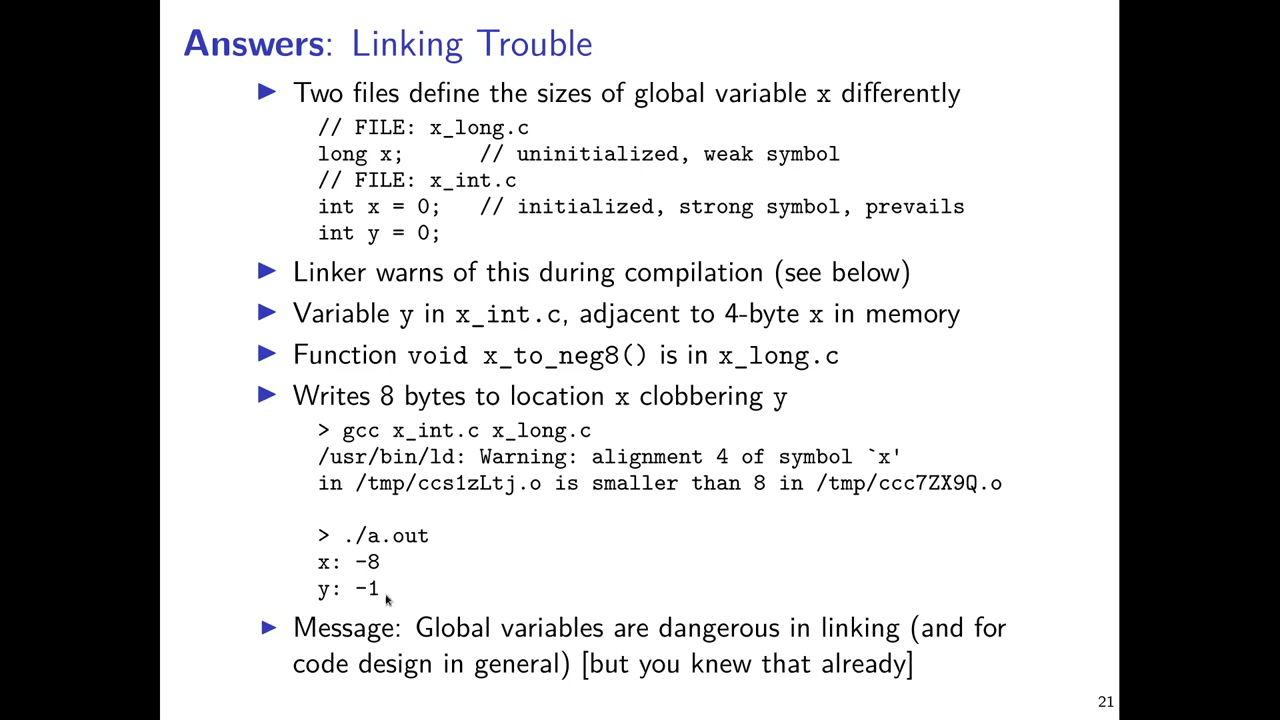 Answers: Linking Trouble
▶ Two files define the sizes of global variable x differently
// FILE: x_long.c
long x;      // uninitialized, weak symbol
// FILE: x_int.c
int x = 0;   // initialized, strong symbol, prevails
int y = 0;
▶ Linker warns of this during compilation (see below)
▶ Variable y in x_int.c, adjacent to 4-byte x in memory
▶ Function void x_to_neg8() is in x_long.c
▶ Writes 8 bytes to location x clobbering y
> gcc x_int.c x_long.c
/usr/bin/ld: Warning: alignment 4 of symbol `x'
in /tmp/ccs1zLtj.o is smaller than 8 in /tmp/ccc7ZX9Q.o
> ./a.out
x: -8
y: -1
▶ Message: Global variables are dangerous in linking (and for
code design in general) [but you knew that already]
21